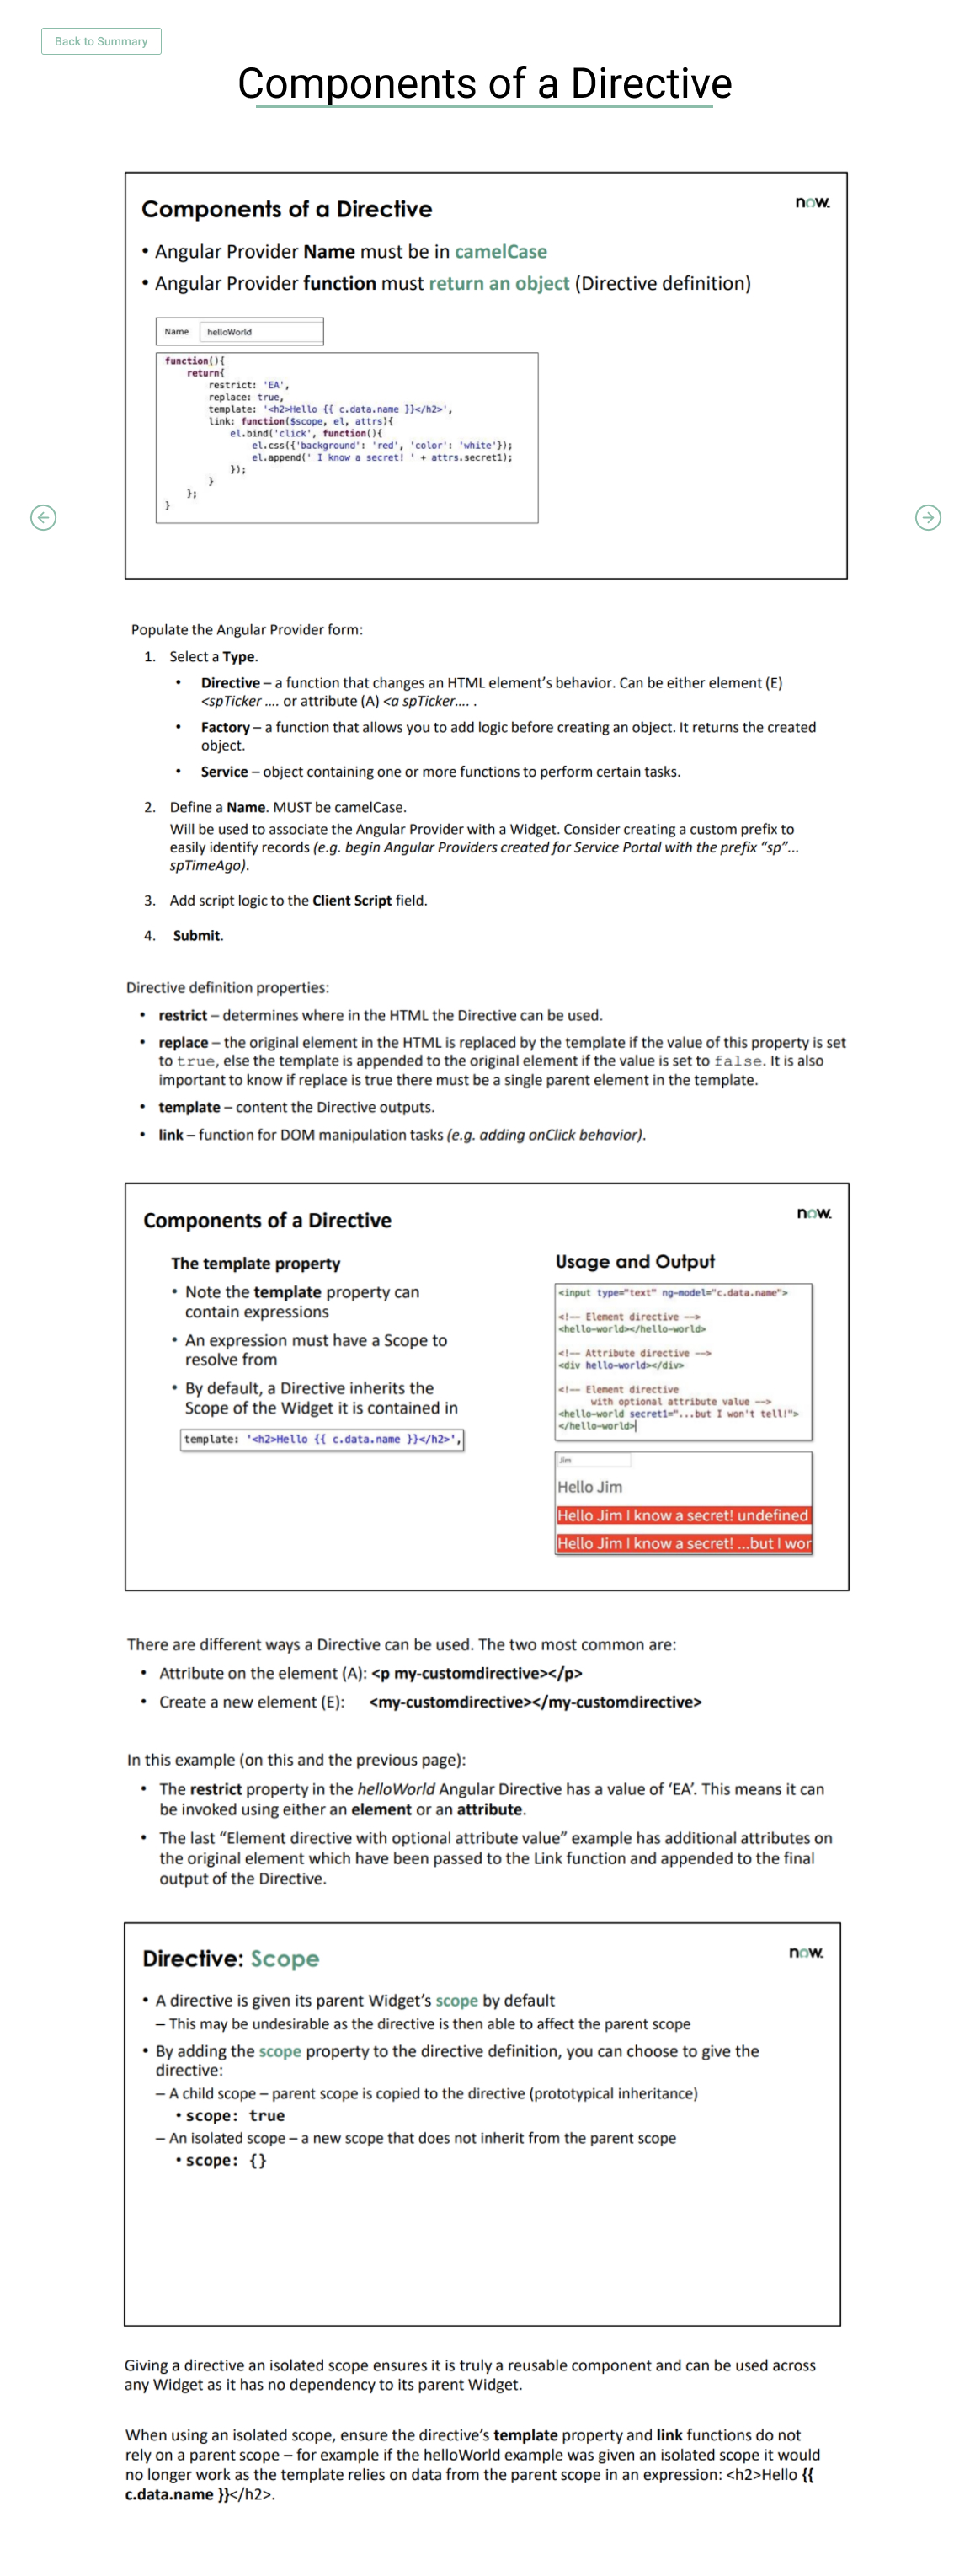 Back to Summary
Components of a Directive
Components of a Directive
now.
• Angular Provider Name must be in camelCase
• Angular Provider function must return an object (Directive definition)
Name helloWorld
function(){
    return{
        restrict: 'EA',
        replace: true,
        template: '<h2>Hello {{ c.data.name }}</h2>',
        link: function($scope, el, attrs){
            el.bind('click', function(){
                el.css({'background': 'red', 'color': 'white'});
                el.append(' I know a secret! ' + attrs.secret1);
            });
        }
    };
}
Populate the Angular Provider form:
1. Select a Type.
• Directive – a function that changes an HTML element's behavior. Can be either element (E)
<spTicker .... or attribute (A) <a spTicker.... .
• Factory – a function that allows you to add logic before creating an object. It returns the created
object.
• Service – object containing one or more functions to perform certain tasks.
2. Define a Name. MUST be camelCase.
Will be used to associate the Angular Provider with a Widget. Consider creating a custom prefix to
easily identify records (e.g. begin Angular Providers created for Service Portal with the prefix “sp”...
spTimeAgo).
3. Add script logic to the Client Script field.
4. Submit.
Directive definition properties:
• restrict – determines where in the HTML the Directive can be used.
• replace – the original element in the HTML is replaced by the template if the value of this property is set
to true, else the template is appended to the original element if the value is set to false. It is also
important to know if replace is true there must be a single parent element in the template.
• template – content the Directive outputs.
• link – function for DOM manipulation tasks (e.g. adding onClick behavior).
Components of a Directive
now.
The template property
• Note the template property can
contain expressions
• An expression must have a Scope to
resolve from
• By default, a Directive inherits the
Scope of the Widget it is contained in
template: '<h2>Hello {{ c.data.name }}</h2>',
Usage and Output
<input type="text" ng-model="c.data.name">
<!-- Element directive -->
<hello-world></hello-world>
<!-- Attribute directive -->
<div hello-world></div>
<!-- Element directive
with optional attribute value -->
<hello-world secret1="...but I won't tell!">
</hello-world>
Jim
Hello Jim
Hello Jim I know a secret! undefined
Hello Jim I know a secret! ...but I wor
There are different ways a Directive can be used. The two most common are:
• Attribute on the element (A): <p my-customdirective></p>
• Create a new element (E): <my-customdirective></my-customdirective>
In this example (on this and the previous page):
• The restrict property in the helloWorld Angular Directive has a value of ‘EA’. This means it can
be invoked using either an element or an attribute.
• The last “Element directive with optional attribute value” example has additional attributes on
the original element which have been passed to the Link function and appended to the final
output of the Directive.
Directive: Scope
now.
• A directive is given its parent Widget's scope by default
– This may be undesirable as the directive is then able to affect the parent scope
• By adding the scope property to the directive definition, you can choose to give the
directive:
– A child scope – parent scope is copied to the directive (prototypical inheritance)
• scope: true
– An isolated scope – a new scope that does not inherit from the parent scope
• scope: {}
Giving a directive an isolated scope ensures it is truly a reusable component and can be used across
any Widget as it has no dependency to its parent Widget.
When using an isolated scope, ensure the directive's template property and link functions do not
rely on a parent scope – for example if the helloWorld example was given an isolated scope it would
no longer work as the template relies on data from the parent scope in an expression: <h2>Hello {{
c.data.name }}</h2>.